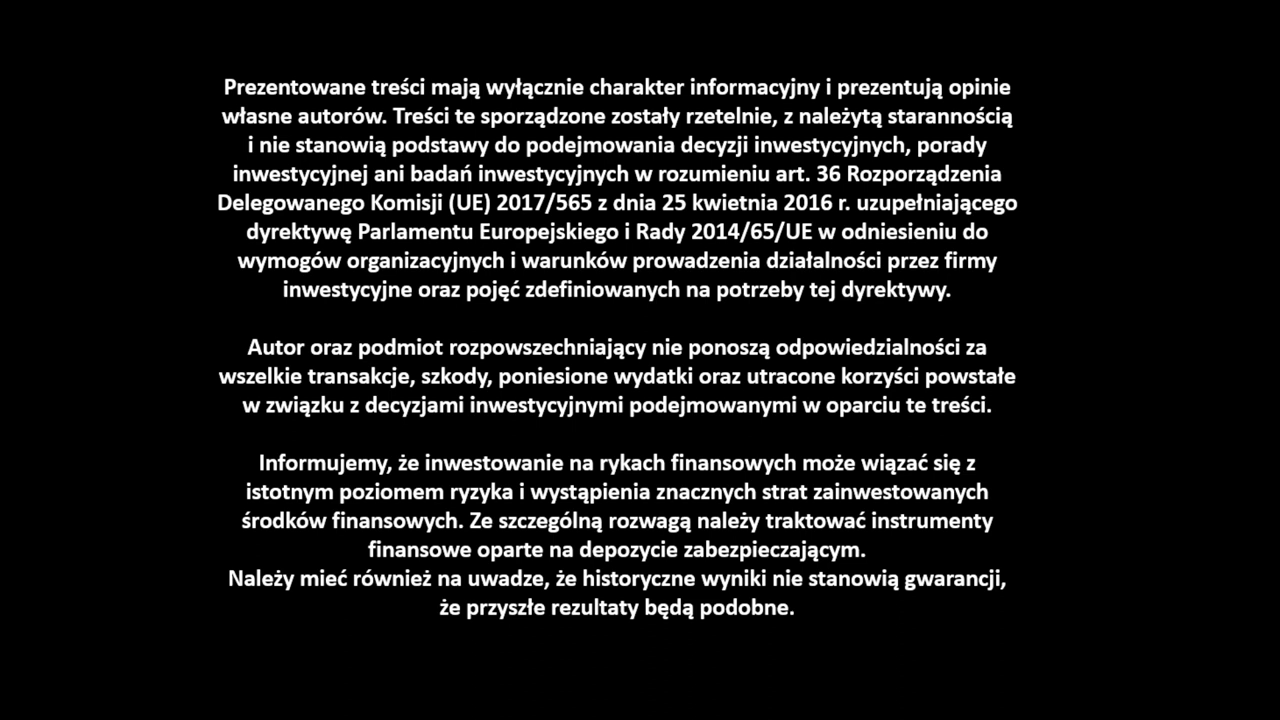 Prezentowane treści mają wyłącznie charakter informacyjny i prezentują opinie
własne autorów. Treści te sporządzone zostały rzetelnie, z należytą starannością
i nie stanowią podstawy do podejmowania decyzji inwestycyjnych, porady
inwestycyjnej ani badań inwestycyjnych w rozumieniu art. 36 Rozporządzenia
Delegowanego Komisji (UE) 2017/565 z dnia 25 kwietnia 2016 r. uzupełniającego
dyrektywę Parlamentu Europejskiego i Rady 2014/65/UE w odniesieniu do
wymogów organizacyjnych i warunków prowadzenia działalności przez firmy
inwestycyjne oraz pojęć zdefiniowanych na potrzeby tej dyrektywy.
Autor oraz podmiot rozpowszechniający nie ponoszą odpowiedzialności za
wszelkie transakcje, szkody, poniesione wydatki oraz utracone korzyści powstałe
w związku z decyzjami inwestycyjnymi podejmowanymi w oparciu te treści.
Informujemy, że inwestowanie na rykach finansowych może wiązać się z
istotnym poziomem ryzyka i wystąpienia znacznych strat zainwestowanych
środków finansowych. Ze szczególną rozwagą należy traktować instrumenty
finansowe oparte na depozycie zabezpieczającym.
Należy mieć również na uwadze, że historyczne wyniki nie stanowią gwarancji,
że przyszłe rezultaty będą podobne.